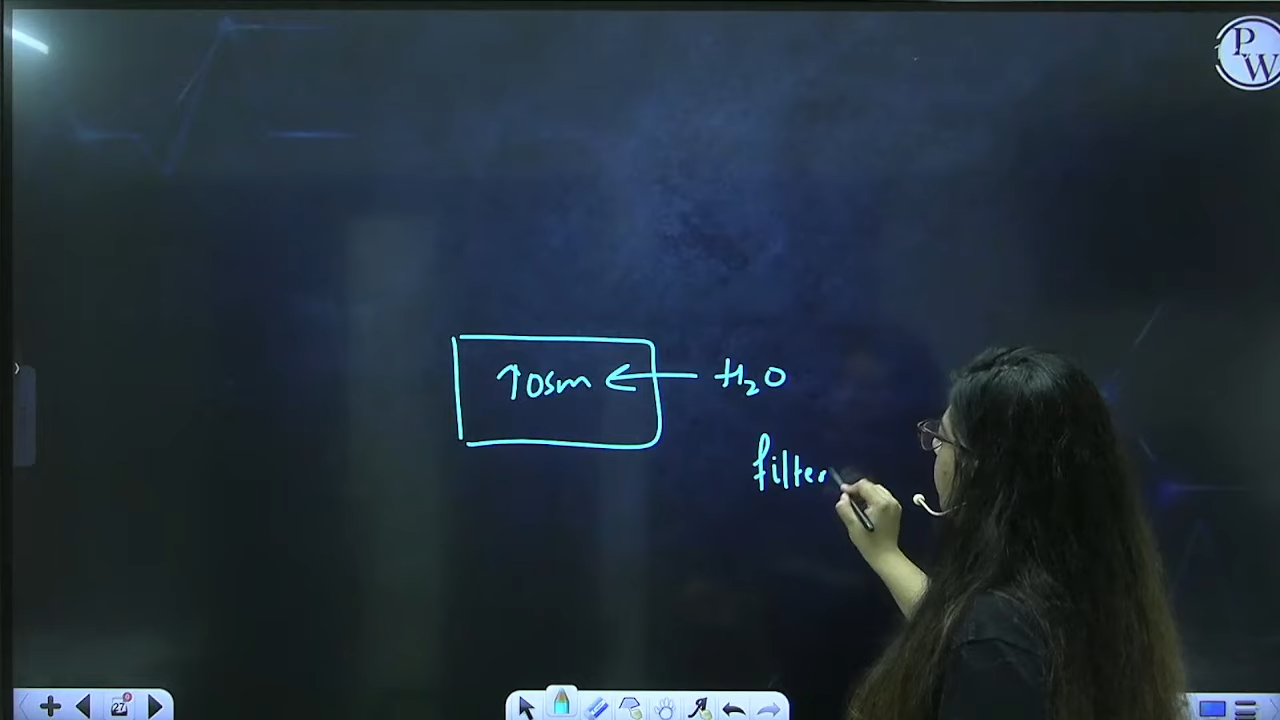 PW
↑osm ← H₂O
filter
27